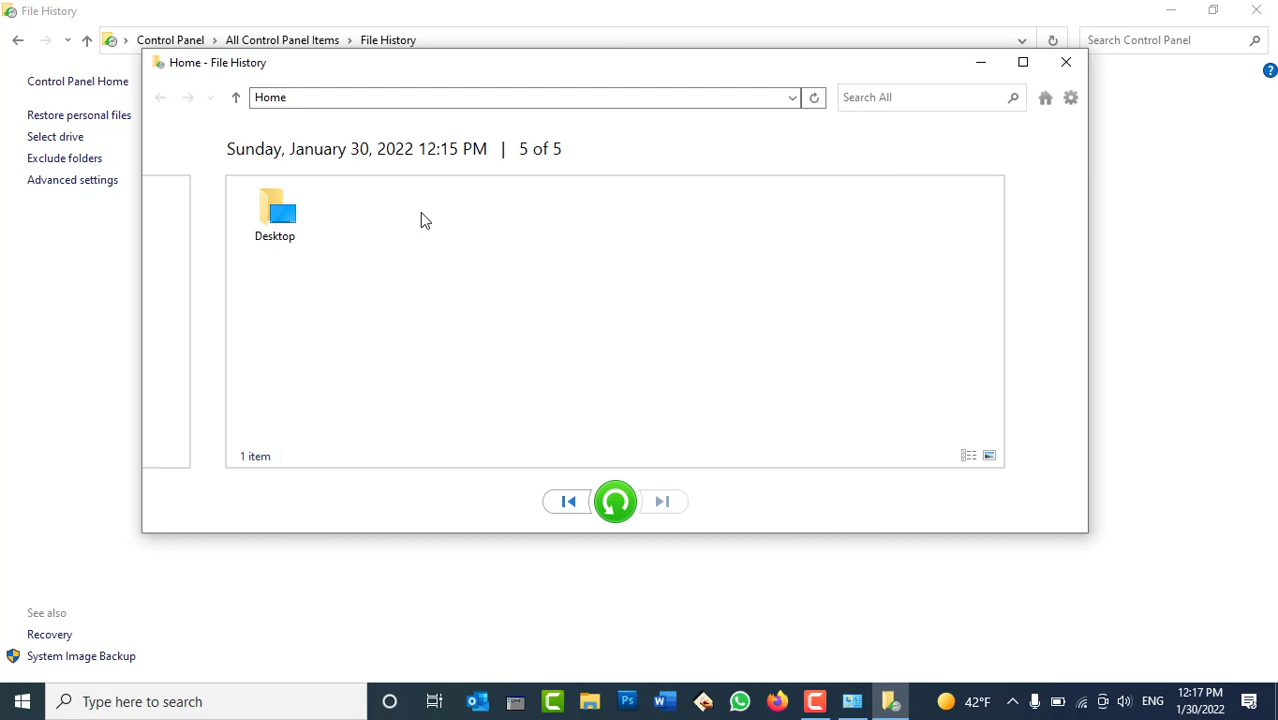 File History
Control Panel > All Control Panel Items > File History
Search Control Panel
Control Panel Home
Restore personal files
Select drive
Exclude folders
Advanced settings
Home - File History
Home
Search All
Sunday, January 30, 2022 12:15 PM | 5 of 5
Desktop
1 item
See also
Recovery
System Image Backup
Type here to search
Ps
W
42°F
ENG
12:17 PM
1/30/2022